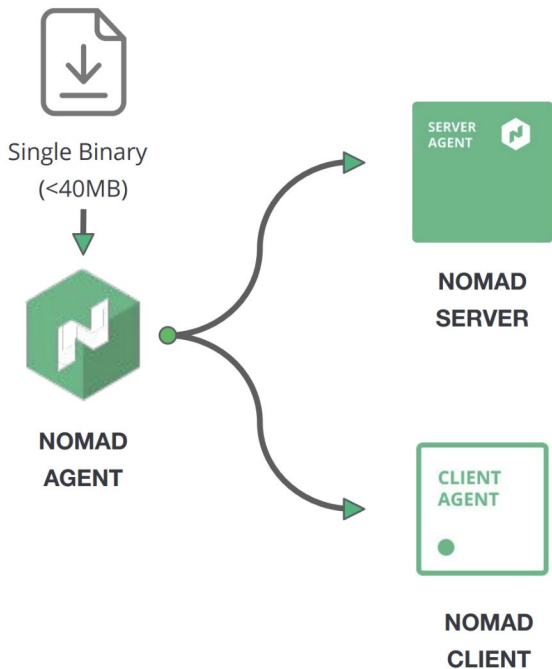 Single Binary
(<40MB)
NOMAD
AGENT
SERVER
AGENT
NOMAD
SERVER
CLIENT
AGENT
NOMAD
CLIENT